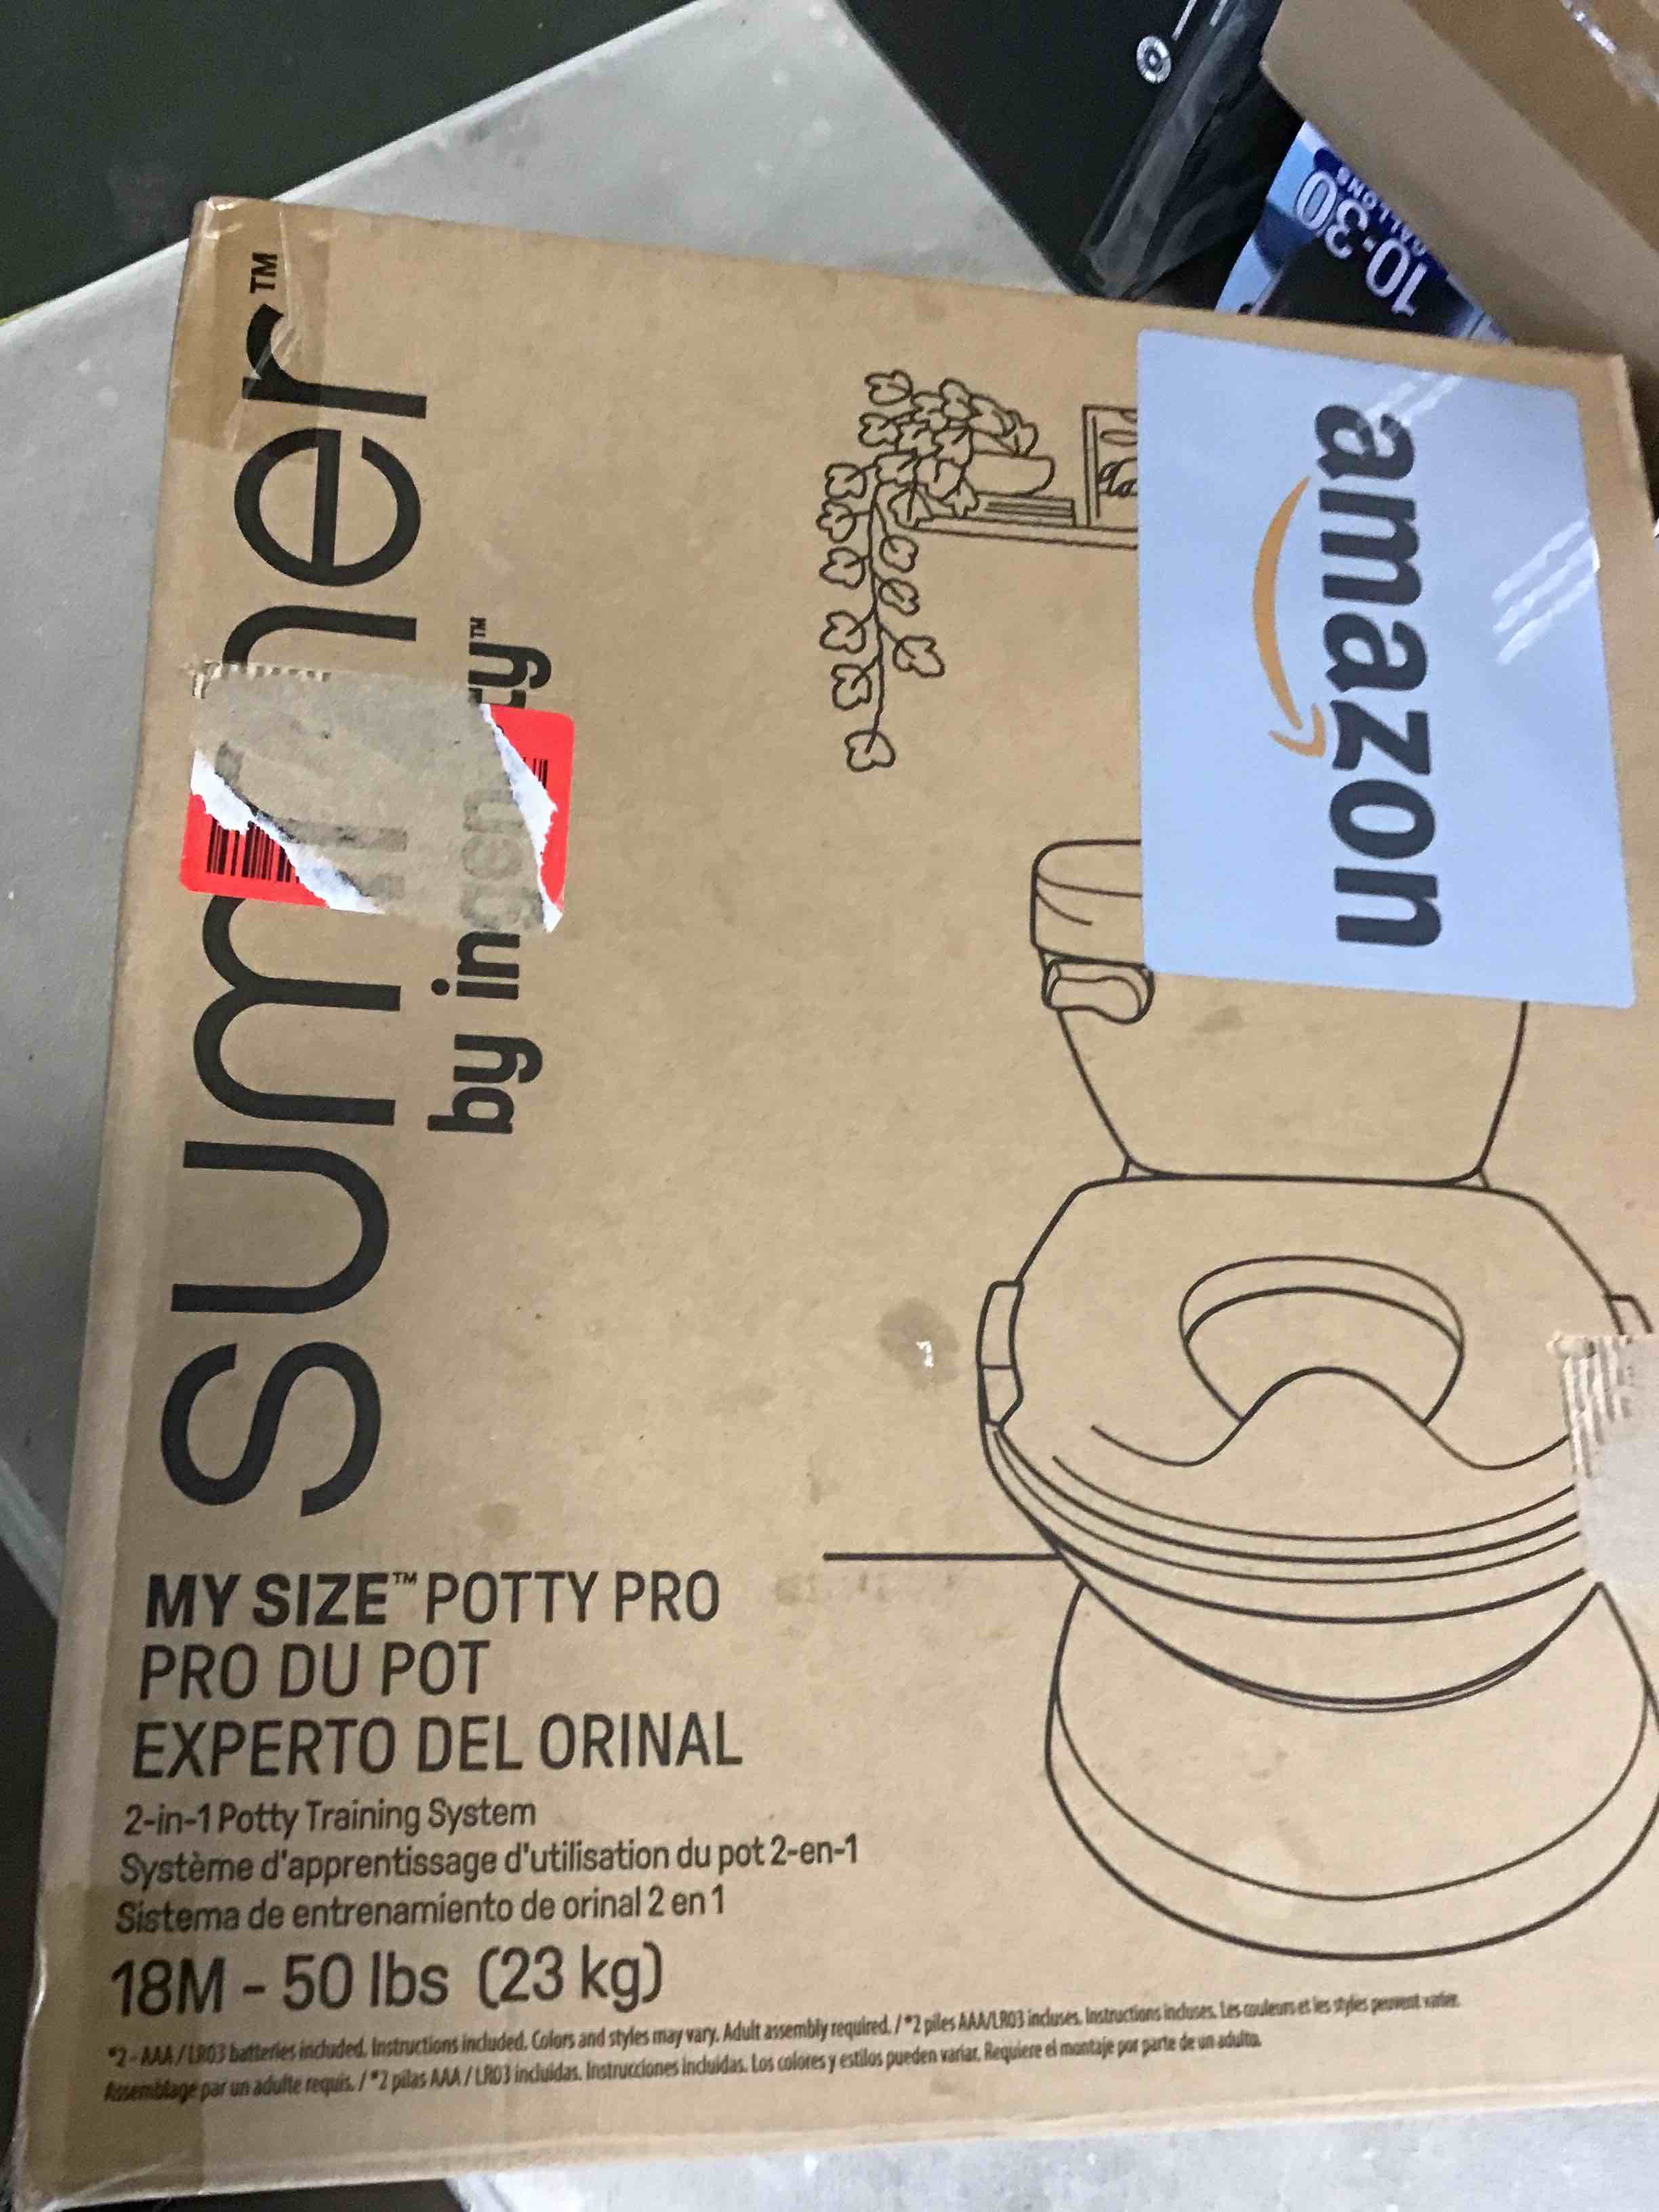 summer™
by ingenuity™
amazon
10-30
GALLONS
MY SIZE™ POTTY PRO
PRO DU POT
EXPERTO DEL ORINAL
2-in-1 Potty Training System
Système d'apprentissage d'utilisation du pot 2-en-1
Sistema de entrenamiento de orinal 2 en 1
18M - 50 lbs (23 kg)
*2 - AAA / LR03 batteries included. Instructions included. Colors and styles may vary. Adult assembly required. / *2 piles AAA/LR03 incluses. Instructions incluses. Les couleurs et les styles peuvent varier.
Assemblage par un adulte requis. / *2 pilas AAA / LR03 incluidas. Instrucciones incluidas. Los colores y estilos pueden variar. Requiere el montaje por parte de un adulto.